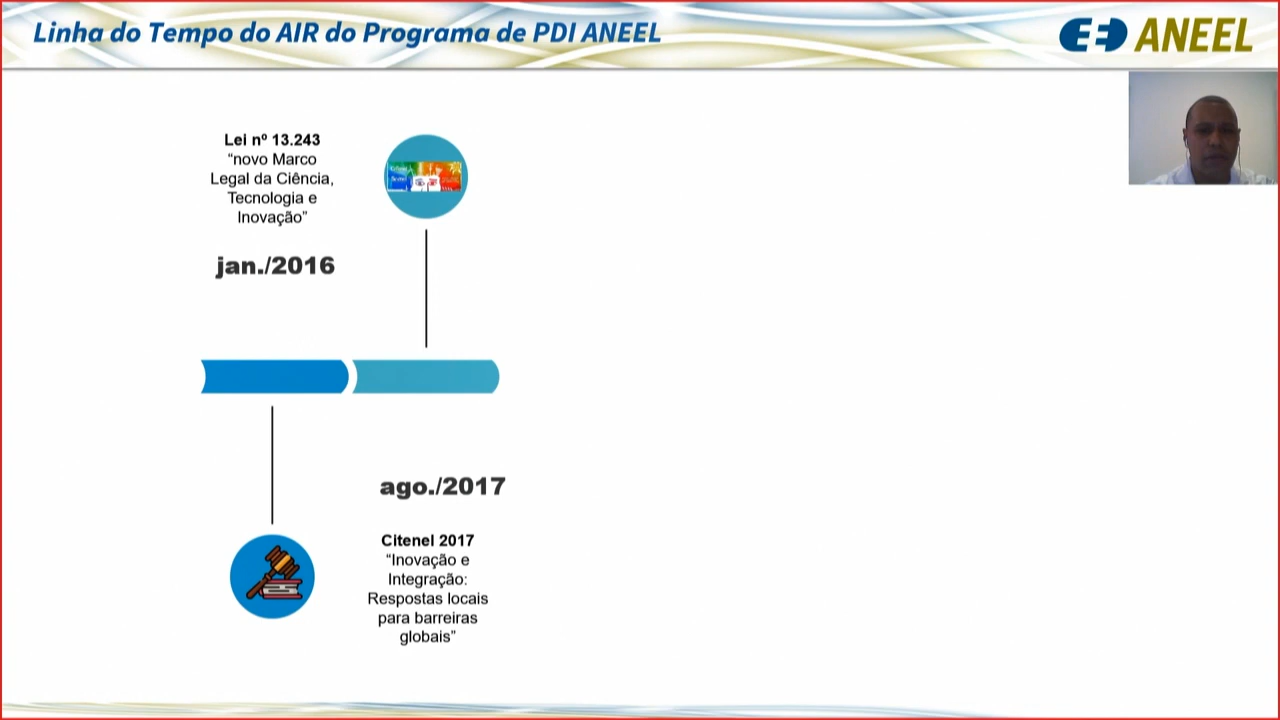 Linha do Tempo do AIR do Programa de PDI ANEEL
ANEEL
Lei nº 13.243
“novo Marco
Legal da Ciência,
Tecnologia e
Inovação”
jan./2016
ago./2017
Citenel 2017
“Inovação e
Integração:
Respostas locais
para barreiras
globais”